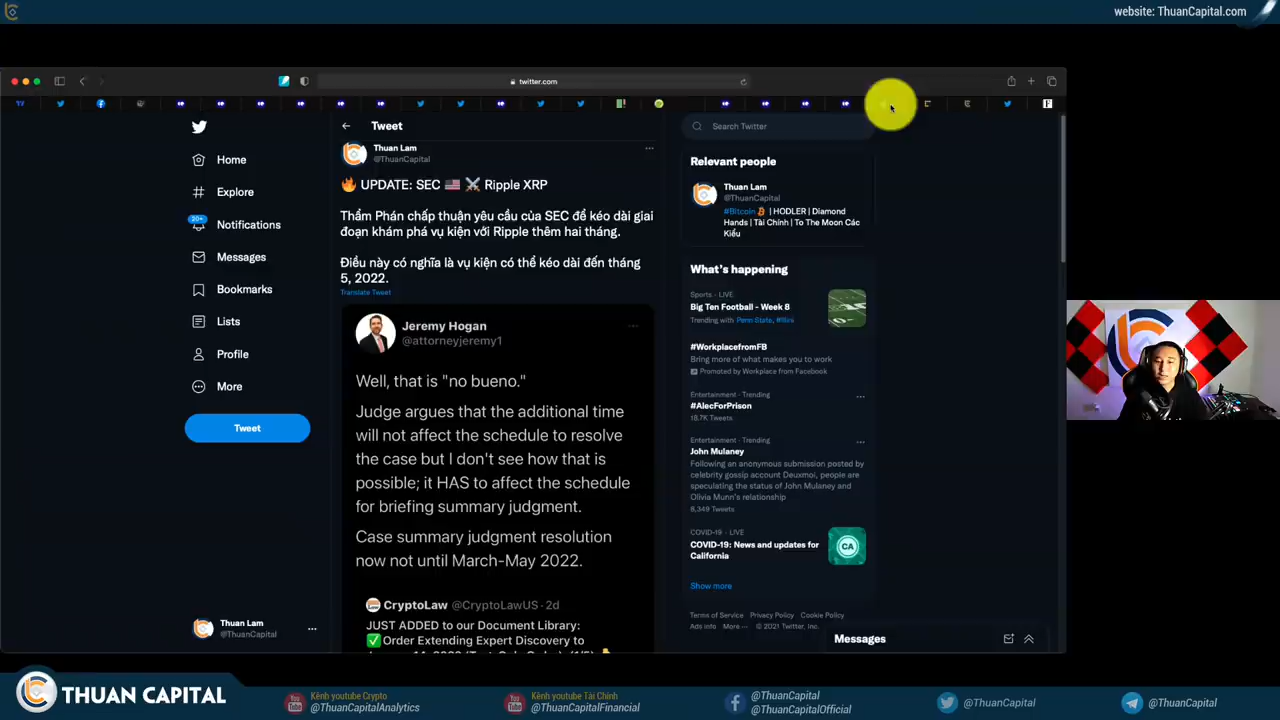 website: ThuanCapital.com
twitter.com
Home
Explore
20+
Notifications
Messages
Bookmarks
Lists
Profile
More
Tweet
Thuan Lam
@ThuanCapital
Tweet
Thuan Lam
@ThuanCapital
🔥 UPDATE: SEC 🇺🇸 ⚔️ Ripple XRP
Thẩm Phán chấp thuận yêu cầu của SEC để kéo dài giai
đoạn khám phá vụ kiện với Ripple thêm hai tháng.
Điều này có nghĩa là vụ kiện có thể kéo dài đến tháng
5, 2022.
Translate Tweet
Jeremy Hogan
@attorneyjeremy1
Well, that is "no bueno."
Judge argues that the additional time
will not affect the schedule to resolve
the case but I don't see how that is
possible; it HAS to affect the schedule
for briefing summary judgment.
Case summary judgment resolution
now not until March-May 2022.
CryptoLaw @CryptoLawUS · 2d
JUST ADDED to our Document Library:
✅ Order Extending Expert Discovery to
Search Twitter
Relevant people
Thuan Lam
@ThuanCapital
#Bitcoin | HODLER | Diamond
Hands | Tài Chính | To The Moon Các
Kiểu
What's happening
Sports · LIVE
Big Ten Football - Week 8
Trending with Penn State, #Illini
#WorkplacefromFB
Bring more of what makes you to work
Promoted by Workplace from Facebook
Entertainment · Trending
#AlecForPrison
18.7K Tweets
Entertainment · Trending
John Mulaney
Following an anonymous submission posted by
celebrity gossip account Deuxmoi, people are
speculating the status of John Mulaney and
Olivia Munn's relationship
8,349 Tweets
COVID-19 · LIVE
COVID-19: News and updates for
California
CA
Show more
Terms of Service Privacy Policy Cookie Policy
Ads info More ··· © 2021 Twitter, Inc.
Messages
THUAN CAPITAL
Kênh youtube Crypto
@ThuanCapitalAnalytics
Kênh youtube Tài Chính
@ThuanCapitalFinancial
@ThuanCapital
@ThuanCapitalOfficial
@ThuanCapital
@ThuanCapital